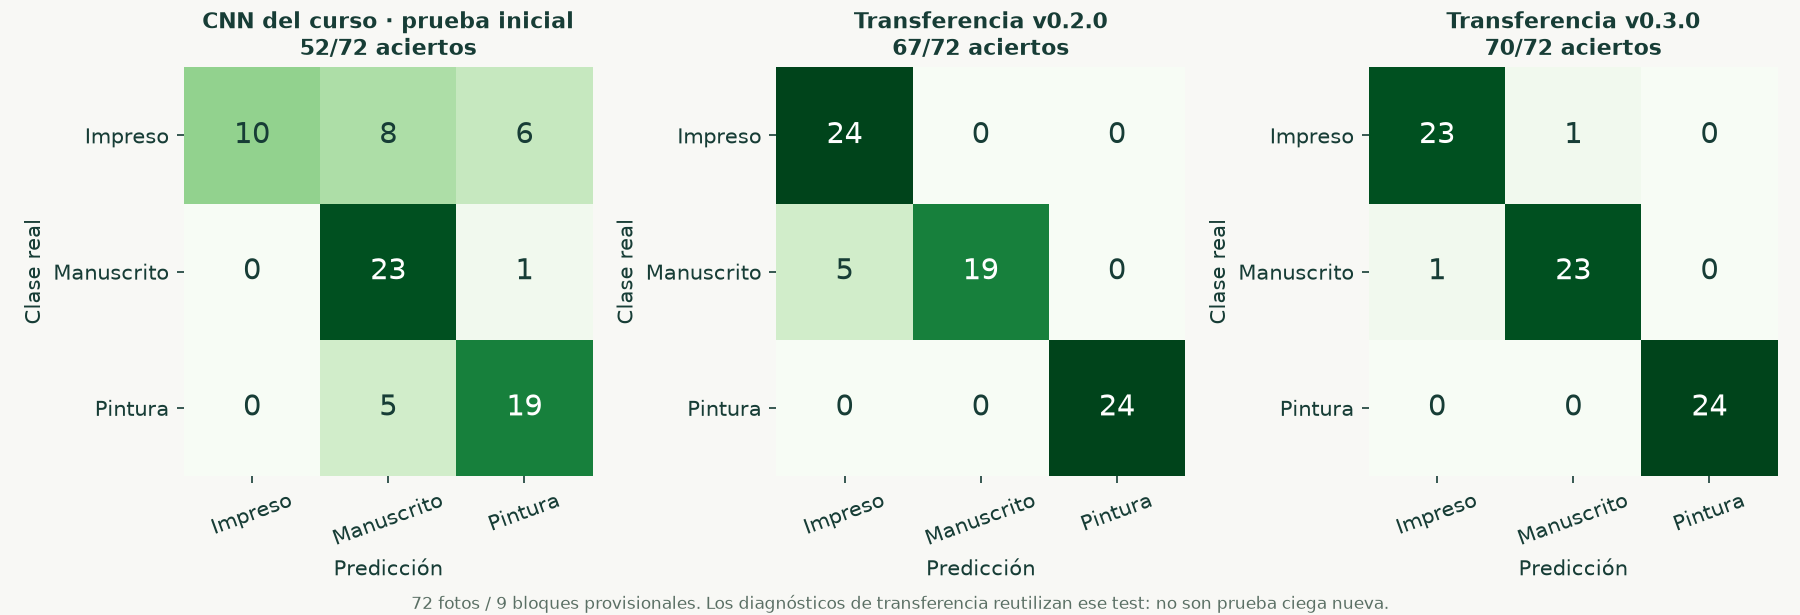 CNN del curso · prueba inicial
52/72 aciertos
Clase real
Impreso 10 8 6
Manuscrito 0 23 1
Pintura 0 5 19
Impreso Manuscrito Pintura
Predicción
Transferencia v0.2.0
67/72 aciertos
Clase real
Impreso 24 0 0
Manuscrito 5 19 0
Pintura 0 0 24
Impreso Manuscrito Pintura
Predicción
Transferencia v0.3.0
70/72 aciertos
Clase real
Impreso 23 1 0
Manuscrito 1 23 0
Pintura 0 0 24
Impreso Manuscrito Pintura
Predicción
72 fotos / 9 bloques provisionales. Los diagnósticos de transferencia reutilizan ese test: no son prueba ciega nueva.